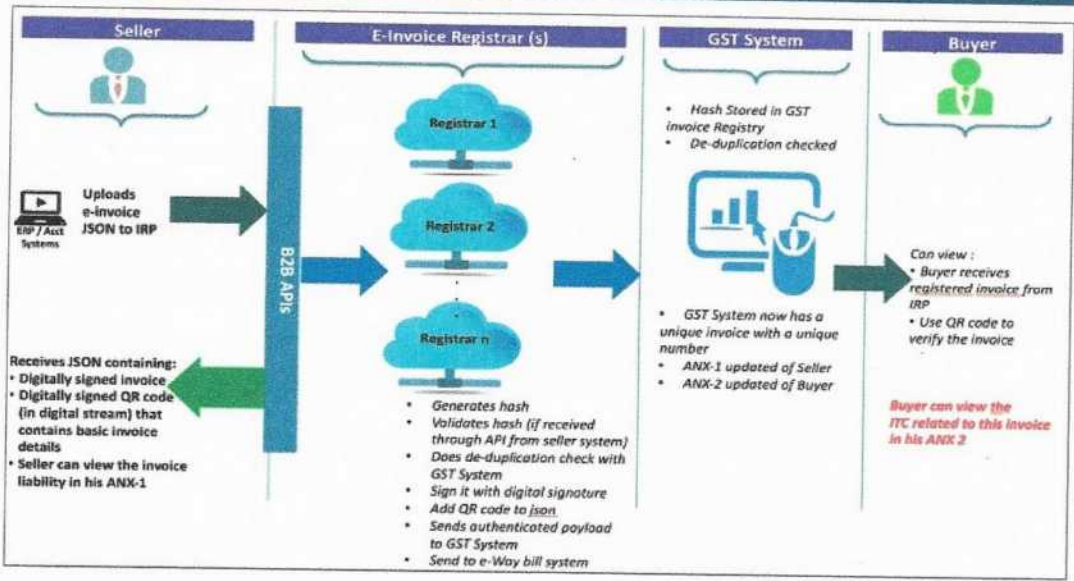 Seller
E-Invoice Registrar (s)
GST System
Buyer
ERP / Acct
Systems
Uploads
e-invoice
JSON to IRP
Receives JSON containing:
• Digitally signed invoice
• Digitally signed QR code
(in digital stream) that
contains basic invoice
details
• Seller can view the invoice
liability in his ANX-1
B2B APIs
Registrar 1
Registrar 2
Registrar n
• Generates hash
• Validates hash (if received
through API from seller system)
• Does de-duplication check with
GST System
• Sign it with digital signature
• Add QR code to json
• Sends authenticated payload
to GST System
• Send to e-Way bill system
• Hash Stored in GST
invoice Registry
• De-duplication checked
• GST System now has a
unique invoice with a unique
number
• ANX-1 updated of Seller
• ANX-2 updated of Buyer
Can view :
• Buyer receives
registered invoice from
IRP
• Use QR code to
verify the invoice
Buyer can view the
ITC related to this invoice
in his ANX 2